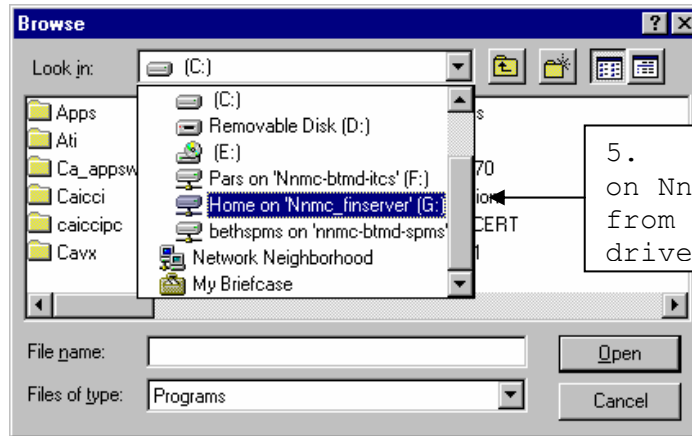 Browse
Look in: (C:)
Apps
Ati
Ca_appsw
Caicci
caiccipc
Cavx
(C:)
Removable Disk (D:)
(E:)
Pars on 'Nnmc-btmd-itcs' (F:)
Home on 'Nnmc_finserver' (G:
bethspms on 'nnmc-btmd-spms'
Network Neighborhood
My Briefcase
s
70
ion
CERT
1
5.
on Nn
from
drive
File name:
Open
Files of type: Programs
Cancel